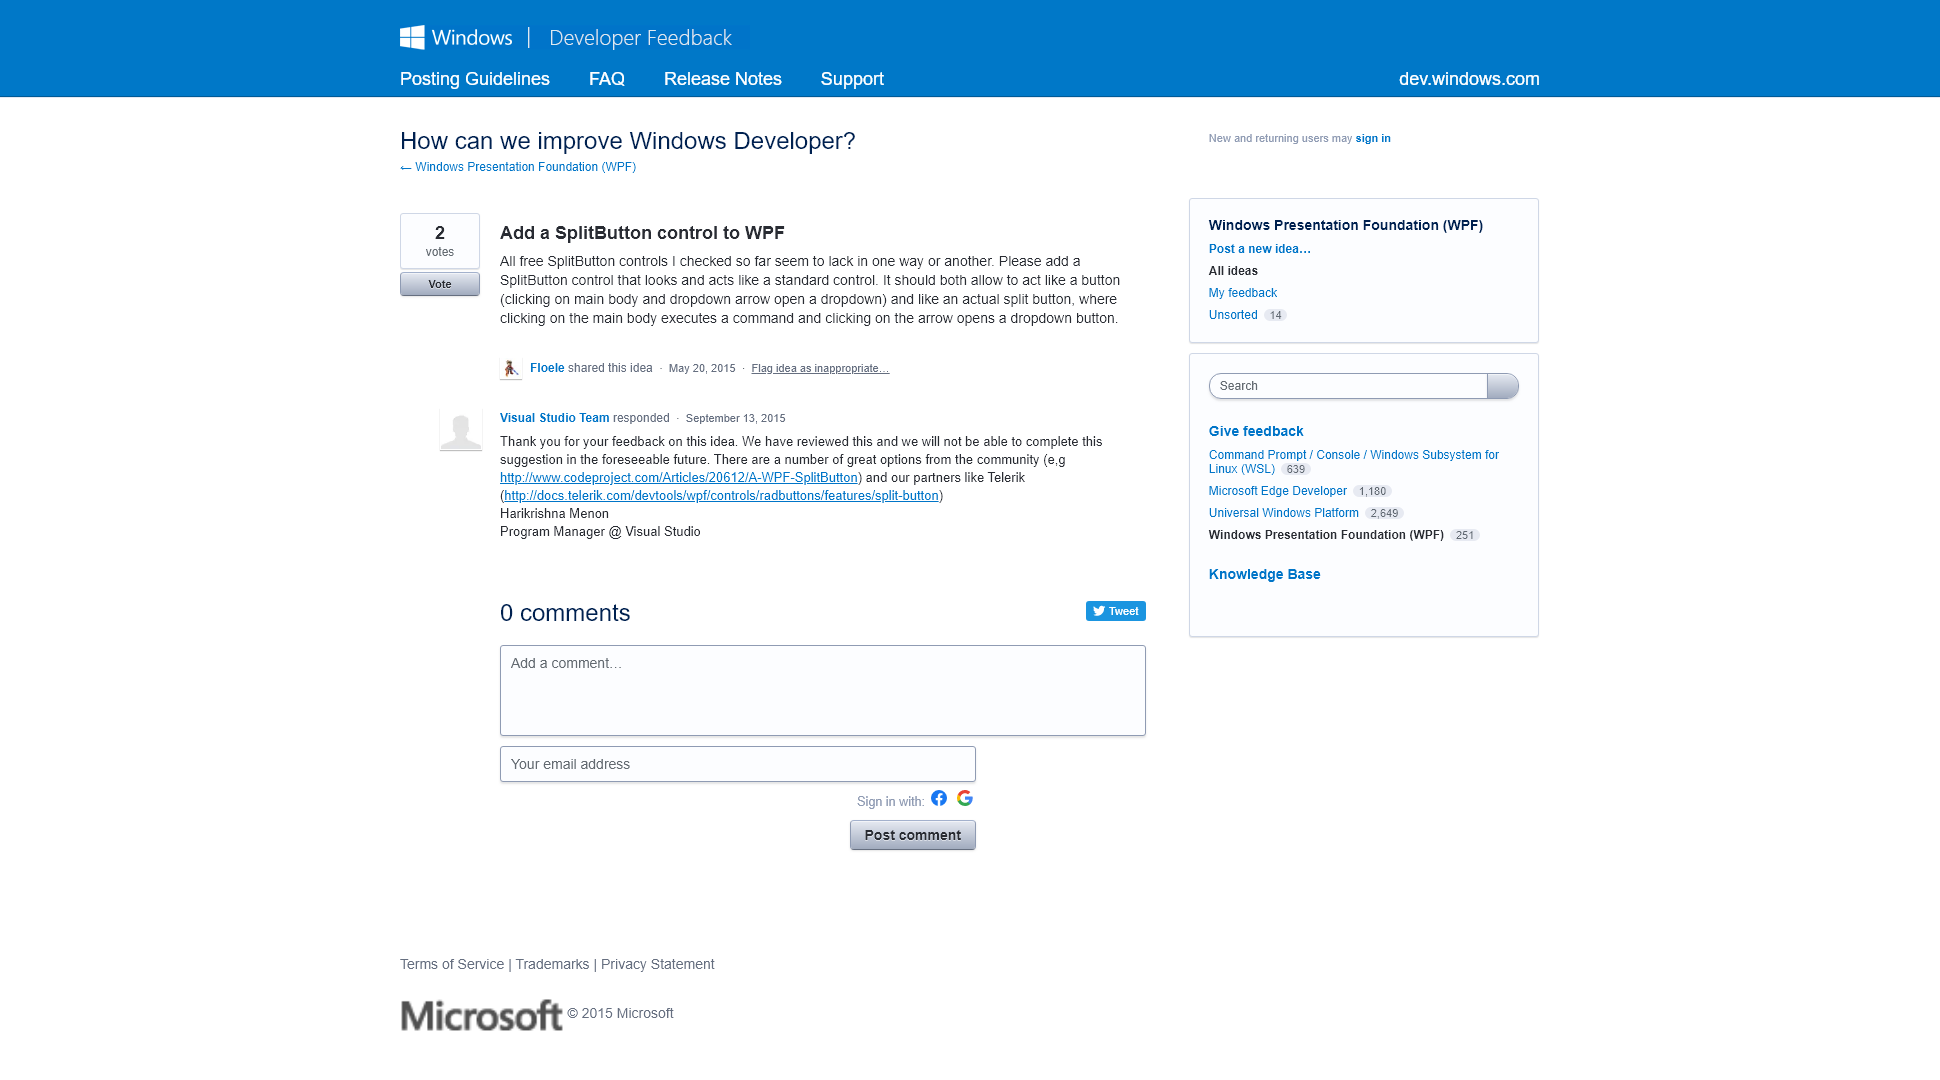 Windows | Developer Feedback
Posting Guidelines FAQ Release Notes Support dev.windows.com
How can we improve Windows Developer?
← Windows Presentation Foundation (WPF)
New and returning users may sign in
2
votes
Vote
Add a SplitButton control to WPF
All free SplitButton controls I checked so far seem to lack in one way or another. Please add a
SplitButton control that looks and acts like a standard control. It should both allow to act like a button
(clicking on main body and dropdown arrow open a dropdown) and like an actual split button, where
clicking on the main body executes a command and clicking on the arrow opens a dropdown button.
Floele shared this idea · May 20, 2015 · Flag idea as inappropriate…
Visual Studio Team responded · September 13, 2015
Thank you for your feedback on this idea. We have reviewed this and we will not be able to complete this
suggestion in the foreseeable future. There are a number of great options from the community (e.g
http://www.codeproject.com/Articles/20612/A-WPF-SplitButton) and our partners like Telerik
(http://docs.telerik.com/devtools/wpf/controls/radbuttons/features/split-button)
Harikrishna Menon
Program Manager @ Visual Studio
0 comments
Tweet
Add a comment…
Your email address
Sign in with:
Post comment
Windows Presentation Foundation (WPF)
Post a new idea…
All ideas
My feedback
Unsorted 14
Search
Give feedback
Command Prompt / Console / Windows Subsystem for
Linux (WSL) 639
Microsoft Edge Developer 1,180
Universal Windows Platform 2,649
Windows Presentation Foundation (WPF) 251
Knowledge Base
Terms of Service | Trademarks | Privacy Statement
Microsoft © 2015 Microsoft